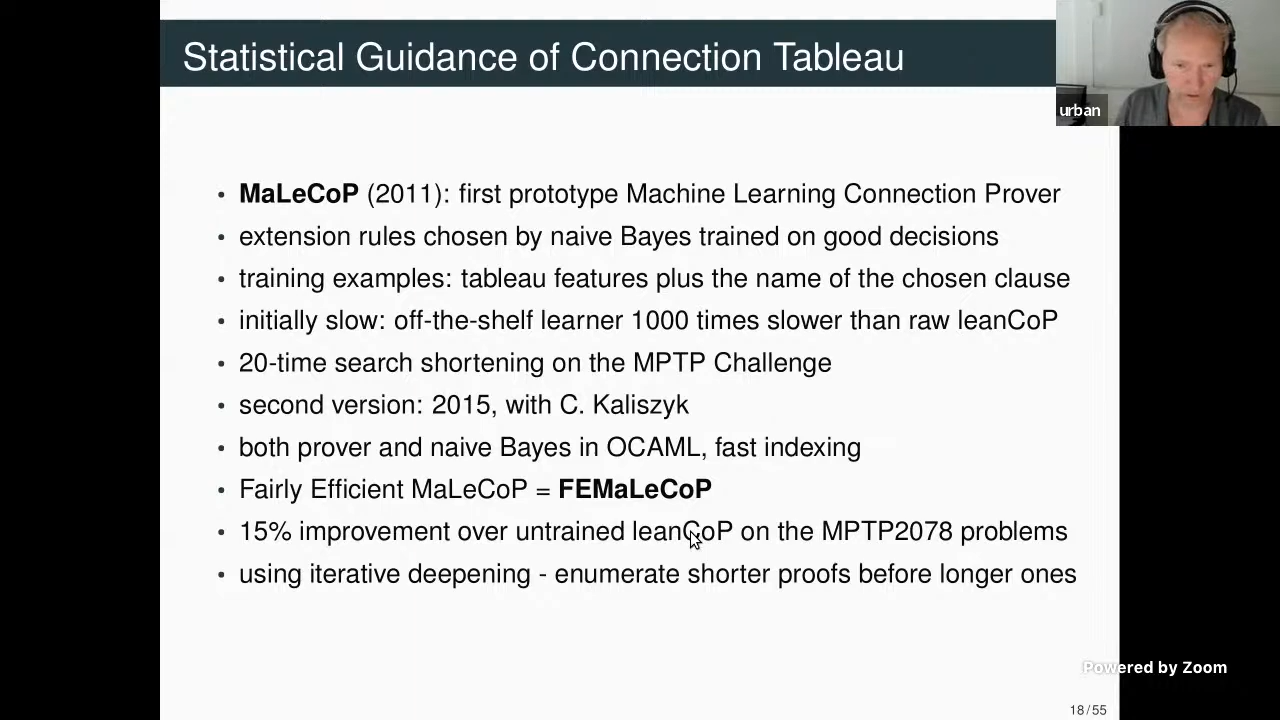 Statistical Guidance of Connection Tableau
urban
• MaLeCoP (2011): first prototype Machine Learning Connection Prover
• extension rules chosen by naive Bayes trained on good decisions
• training examples: tableau features plus the name of the chosen clause
• initially slow: off-the-shelf learner 1000 times slower than raw leanCoP
• 20-time search shortening on the MPTP Challenge
• second version: 2015, with C. Kaliszyk
• both prover and naive Bayes in OCAML, fast indexing
• Fairly Efficient MaLeCoP = FEMaLeCoP
• 15% improvement over untrained leanCoP on the MPTP2078 problems
• using iterative deepening - enumerate shorter proofs before longer ones
Powered by Zoom
18/55